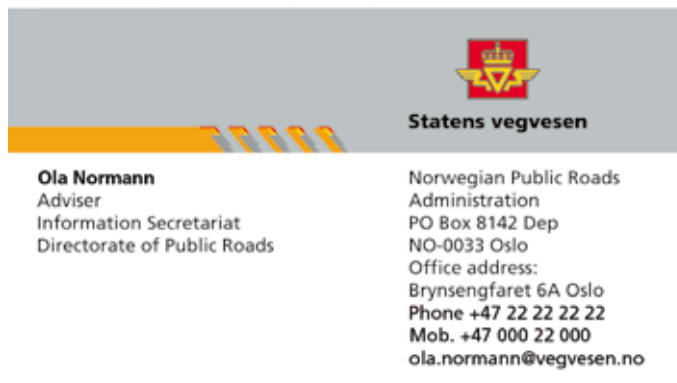 Statens vegvesen
Ola Normann
Adviser
Information Secretariat
Directorate of Public Roads
Norwegian Public Roads
Administration
PO Box 8142 Dep
NO-0033 Oslo
Office address:
Brynsengfaret 6A Oslo
Phone +47 22 22 22 22
Mob. +47 000 22 000
ola.normann@vegvesen.no